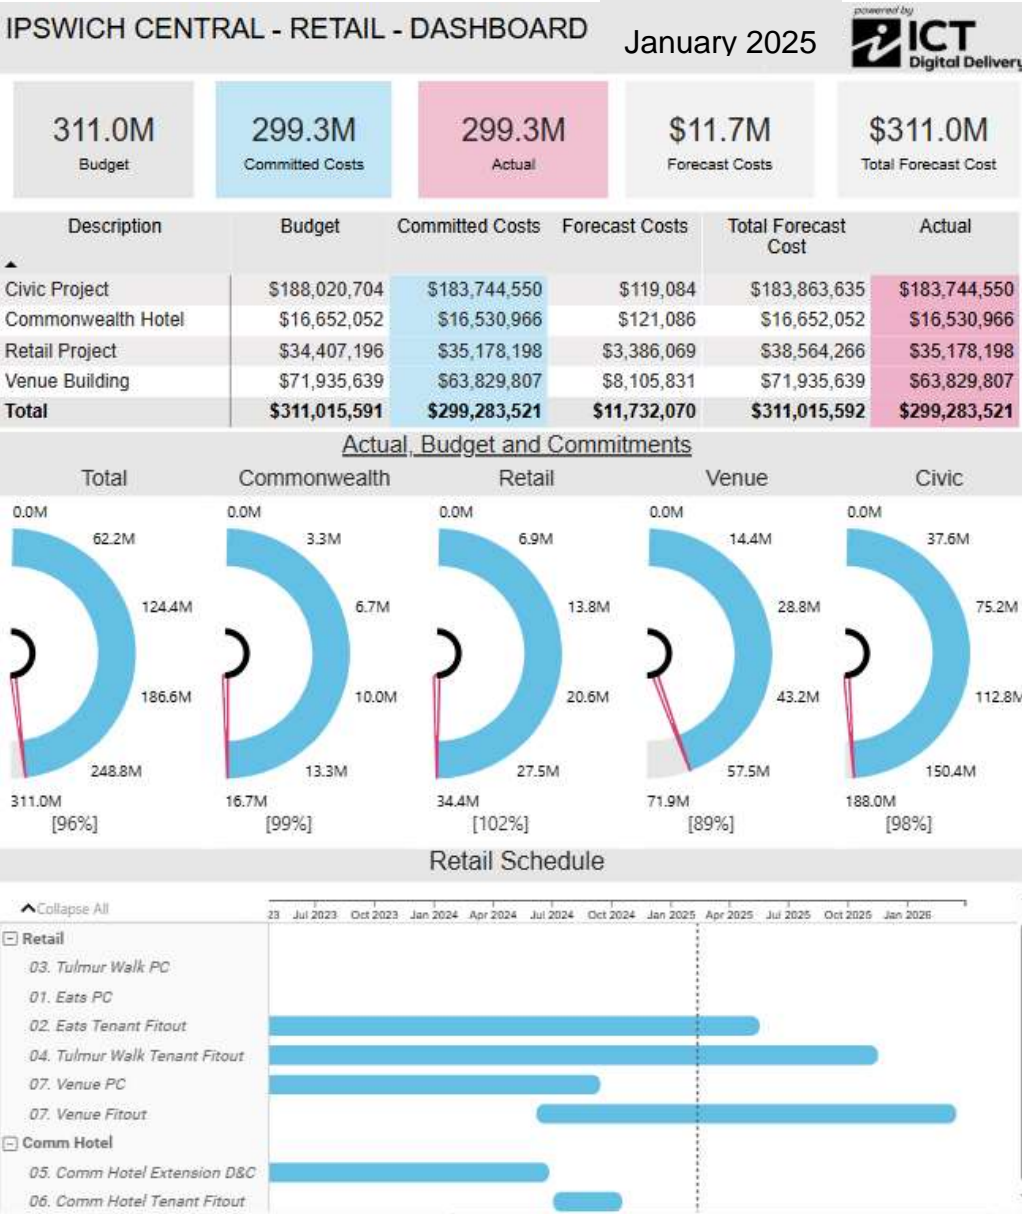 IPSWICH CENTRAL - RETAIL - DASHBOARD January 2025
powered by
ICT
Digital Delivery
311.0M 299.3M 299.3M $11.7M $311.0M
Budget Committed Costs Actual Forecast Costs Total Forecast Cost
Description Budget Committed Costs Forecast Costs Total Forecast Cost Actual
Civic Project $188,020,704 $183,744,550 $119,084 $183,863,635 $183,744,550
Commonwealth Hotel $16,652,052 $16,530,966 $121,086 $16,652,052 $16,530,966
Retail Project $34,407,196 $35,178,198 $3,386,069 $38,564,266 $35,178,198
Venue Building $71,935,639 $63,829,807 $8,105,831 $71,935,639 $63,829,807
Total $311,015,591 $299,283,521 $11,732,070 $311,015,592 $299,283,521
Actual, Budget and Commitments
Total Commonwealth Retail Venue Civic
0.0M 0.0M 0.0M 0.0M 0.0M
62.2M 3.3M 6.9M 14.4M 37.6M
124.4M 6.7M 13.8M 28.8M 75.2M
186.6M 10.0M 20.6M 43.2M 112.8M
248.8M 13.3M 27.5M 57.5M 150.4M
311.0M 16.7M 34.4M 71.9M 188.0M
[96%] [99%] [102%] [89%] [98%]
Retail Schedule
Collapse All
23 Jul 2023 Oct 2023 Jan 2024 Apr 2024 Jul 2024 Oct 2024 Jan 2025 Apr 2025 Jul 2025 Oct 2025 Jan 2026
Retail
03. Tulmur Walk PC
01. Eats PC
02. Eats Tenant Fitout
04. Tulmur Walk Tenant Fitout
07. Venue PC
07. Venue Fitout
Comm Hotel
05. Comm Hotel Extension D&C
06. Comm Hotel Tenant Fitout